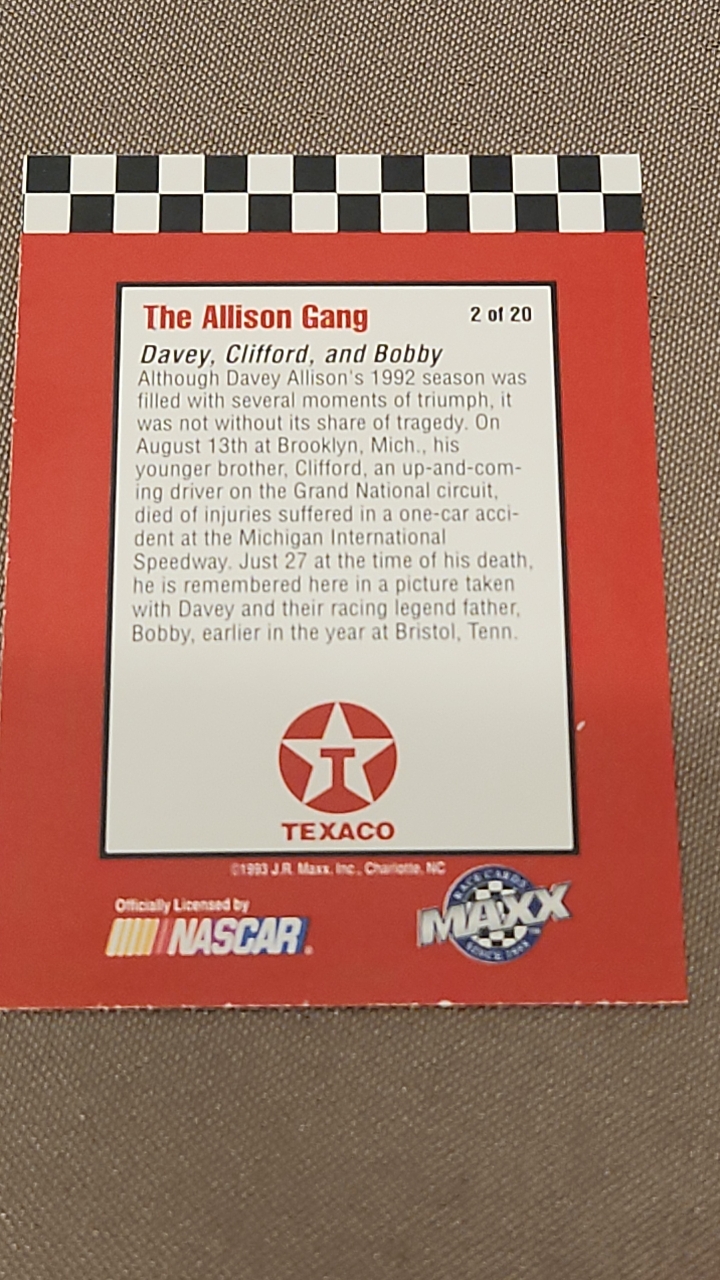 The Allison Gang 2 of 20
Davey, Clifford, and Bobby
Although Davey Allison's 1992 season was
filled with several moments of triumph, it
was not without its share of tragedy. On
August 13th at Brooklyn, Mich., his
younger brother, Clifford, an up-and-com-
ing driver on the Grand National circuit,
died of injuries suffered in a one-car acci-
dent at the Michigan International
Speedway. Just 27 at the time of his death,
he is remembered here in a picture taken
with Davey and their racing legend father,
Bobby, earlier in the year at Bristol, Tenn.
T
TEXACO
©1993 J.R. Maxx, Inc., Charlotte, NC
Officially Licensed by
NASCAR
RACE CARDS
MAXX
SINCE 1988